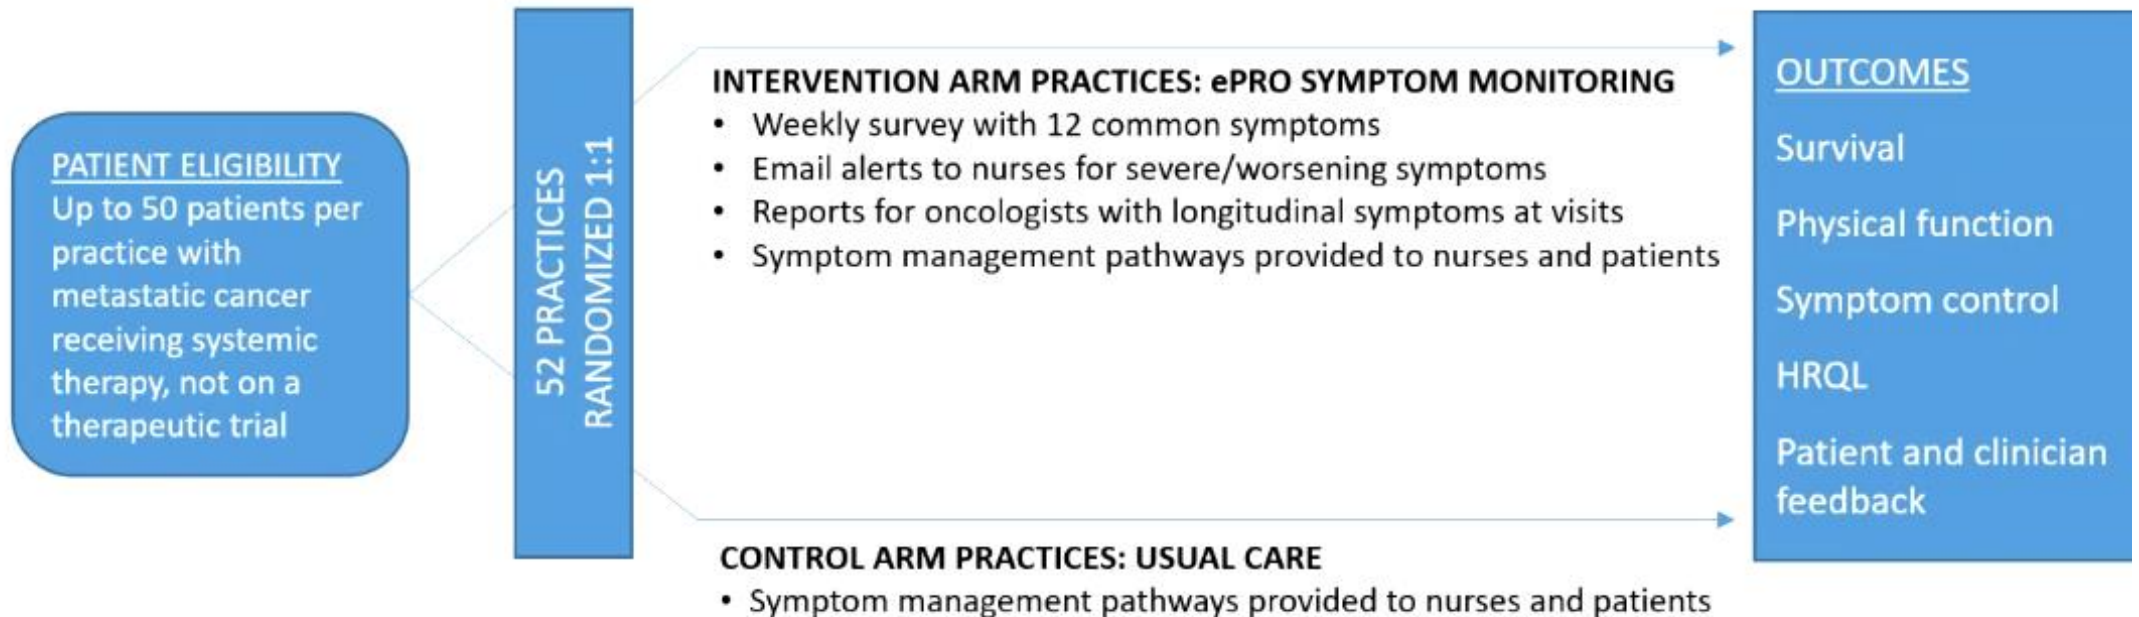 PATIENT ELIGIBILITY
Up to 50 patients per
practice with
metastatic cancer
receiving systemic
therapy, not on a
therapeutic trial
52 PRACTICES
RANDOMIZED 1:1
INTERVENTION ARM PRACTICES: ePRO SYMPTOM MONITORING
• Weekly survey with 12 common symptoms
• Email alerts to nurses for severe/worsening symptoms
• Reports for oncologists with longitudinal symptoms at visits
• Symptom management pathways provided to nurses and patients
CONTROL ARM PRACTICES: USUAL CARE
• Symptom management pathways provided to nurses and patients
OUTCOMES
Survival
Physical function
Symptom control
HRQL
Patient and clinician
feedback